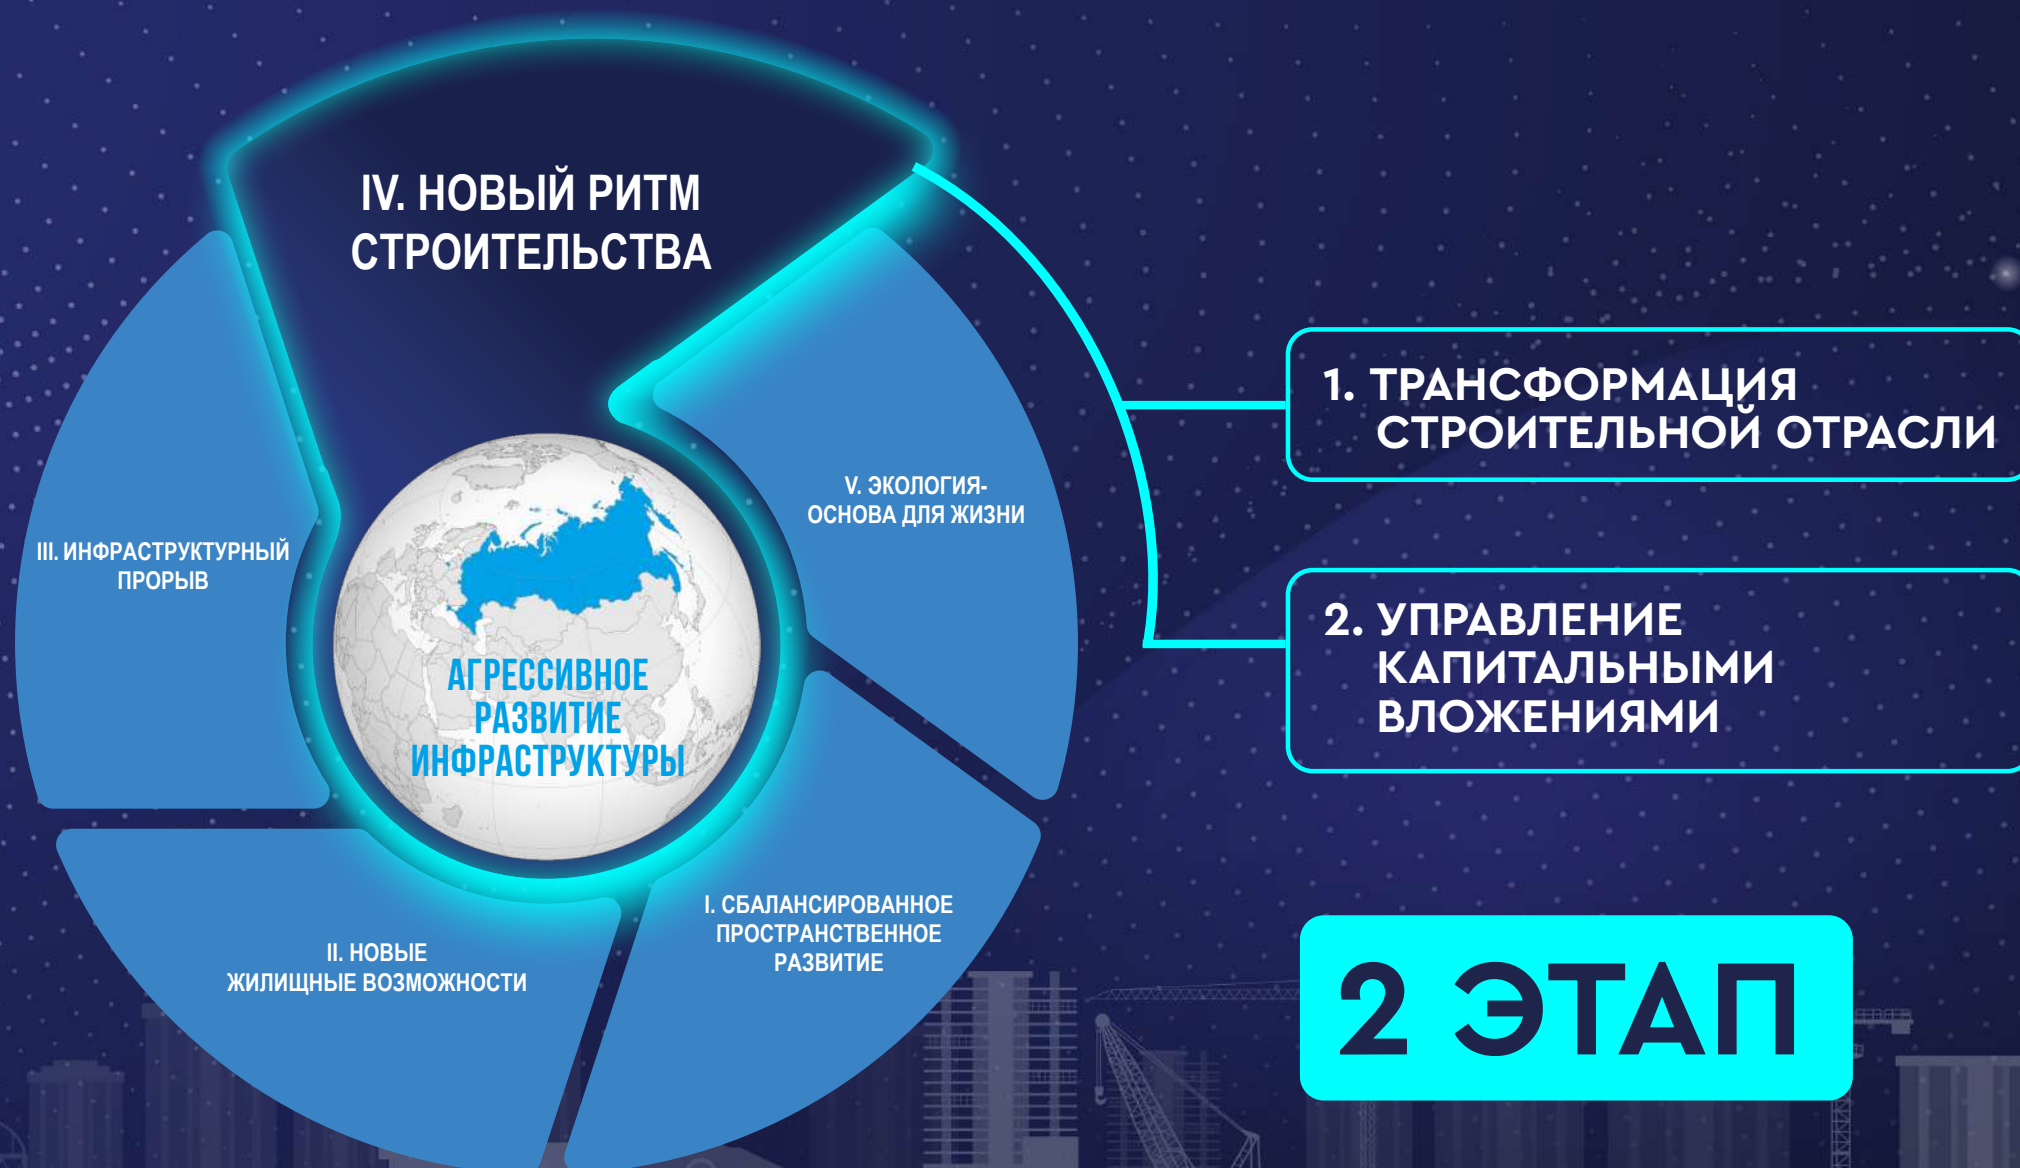 IV. НОВЫЙ РИТМ
СТРОИТЕЛЬСТВА
V. ЭКОЛОГИЯ-
ОСНОВА ДЛЯ ЖИЗНИ
III. ИНФРАСТРУКТУРНЫЙ
ПРОРЫВ
АГРЕССИВНОЕ
РАЗВИТИЕ
ИНФРАСТРУКТУРЫ
I. СБАЛАНСИРОВАННОЕ
ПРОСТРАНСТВЕННОЕ
РАЗВИТИЕ
II. НОВЫЕ
ЖИЛИЩНЫЕ ВОЗМОЖНОСТИ
1. ТРАНСФОРМАЦИЯ
СТРОИТЕЛЬНОЙ ОТРАСЛИ
2. УПРАВЛЕНИЕ
КАПИТАЛЬНЫМИ
ВЛОЖЕНИЯМИ
2 ЭТАП